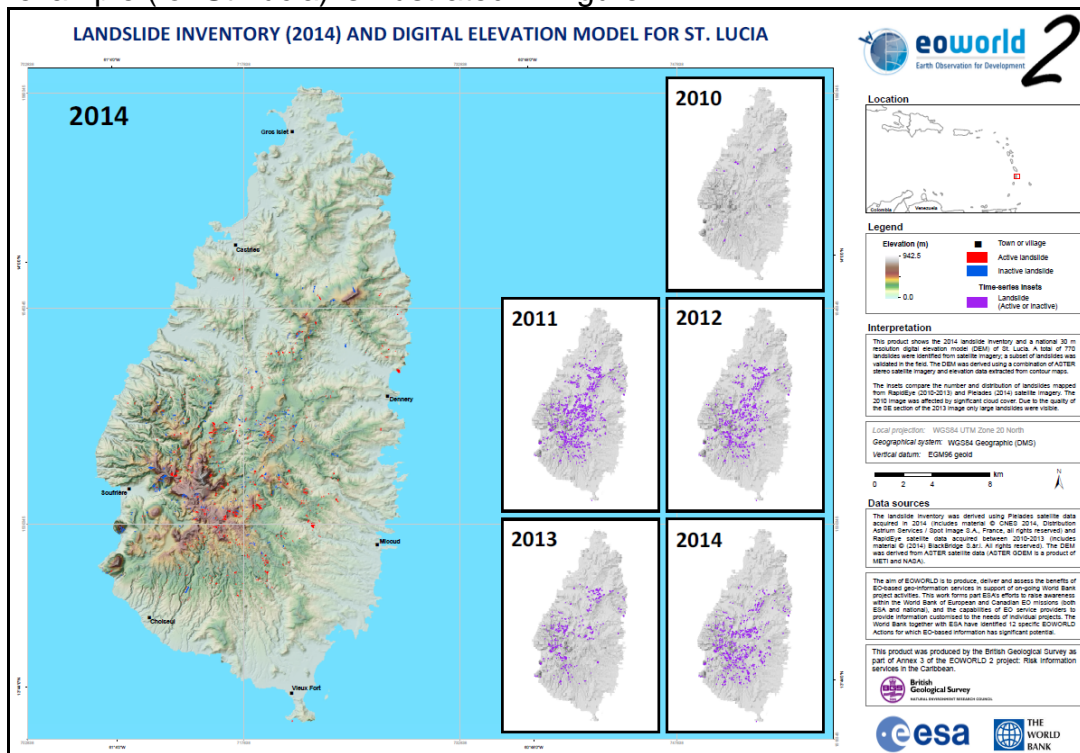 LANDSLIDE INVENTORY (2014) AND DIGITAL ELEVATION MODEL FOR ST. LUCIA
2014
Gros Islet
Castries
Dennery
Soufrière
Micoud
Choiseul
Vieux Fort
2010
2011
2012
2013
2014
eoworld 2
Earth Observation for Development
Location
Colombia
Venezuela
Legend
Elevation (m)
942.5
0.0
Town or village
Active landslide
Inactive landslide
Time-series insets
Landslide
(Active or Inactive)
Interpretation
This product shows the 2014 landslide inventory and a national 30 m
resolution digital elevation model (DEM) of St. Lucia. A total of 770
landslides were identified from satellite imagery; a subset of landslides was
validated in the field. The DEM was derived using a combination of ASTER
stereo satellite imagery and elevation data extracted from contour maps.
The insets compare the number and distribution of landslides mapped
from RapidEye (2010-2013) and Pleiades (2014) satellite imagery. The
2010 image was affected by significant cloud cover. Due to the quality of
the SE section of the 2013 image only large landslides were visible.
Local projection: WGS84 UTM Zone 20 North
Geographical system: WGS84 Geographic (DMS)
Vertical datum: EGM96 geoid
km
0 2 4 8
N
Data sources
The landslide inventory was derived using Pleiades satellite data
acquired in 2014 (includes material © CNES 2014, Distribution
Astrium Services / Spot Image S.A., France, all rights reserved) and
RapidEye satellite data acquired between 2010-2013 (includes
material © (2014) BlackBridge S.àr.l. All rights reserved). The DEM
was derived from ASTER satellite data (ASTER GDEM is a product of
METI and NASA).
The aim of EOWORLD is to produce, deliver and assess the benefits of
EO-based geo-information services in support of on-going World Bank
project activities. This work forms part ESA's efforts to raise awareness
within the World Bank of European and Canadian EO missions (both
ESA and national), and the capabilities of EO service providers to
provide information customised to the needs of individual projects. The
World Bank together with ESA have identified 12 specific EOWORLD
Actions for which EO-based information has significant potential.
This product was produced by the British Geological Survey as
part of Annex 3 of the EOWORLD 2 project: Risk information
services in the Caribbean.
British
Geological Survey
NATURAL ENVIRONMENT RESEARCH COUNCIL
esa
THE
WORLD
BANK